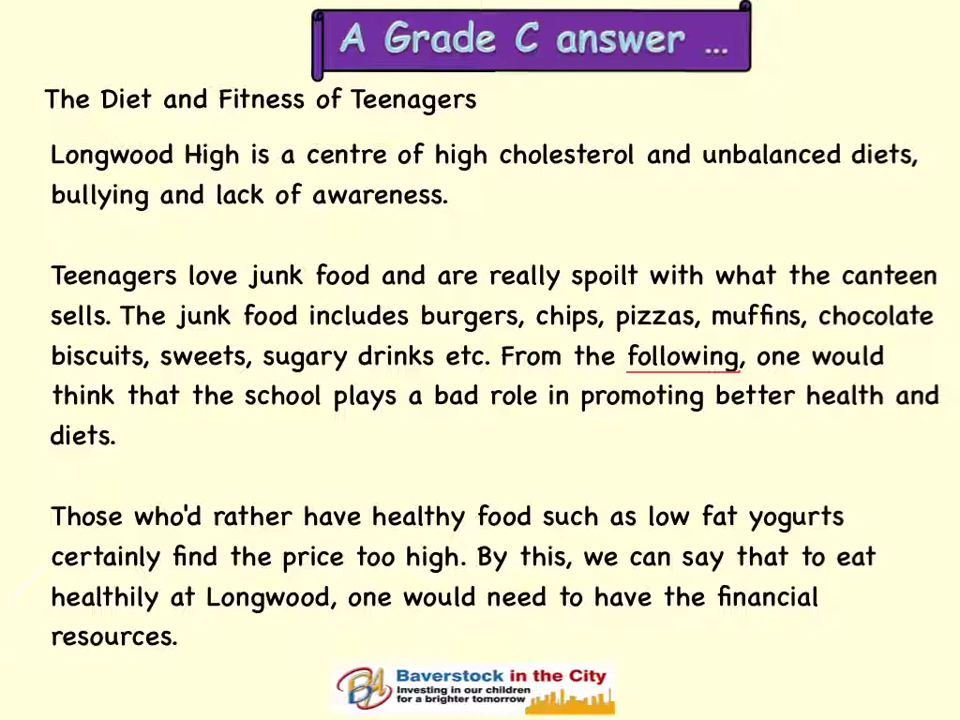 A Grade C answer ...
The Diet and Fitness of Teenagers
Longwood High is a centre of high cholesterol and unbalanced diets,
bullying and lack of awareness.
Teenagers love junk food and are really spoilt with what the canteen
sells. The junk food includes burgers, chips, pizzas, muffins, chocolate
biscuits, sweets, sugary drinks etc. From the following, one would
think that the school plays a bad role in promoting better health and
diets.
Those who'd rather have healthy food such as low fat yogurts
certainly find the price too high. By this, we can say that to eat
healthily at Longwood, one would need to have the financial
resources.
Baverstock in the City
Investing in our children
for a brighter tomorrow